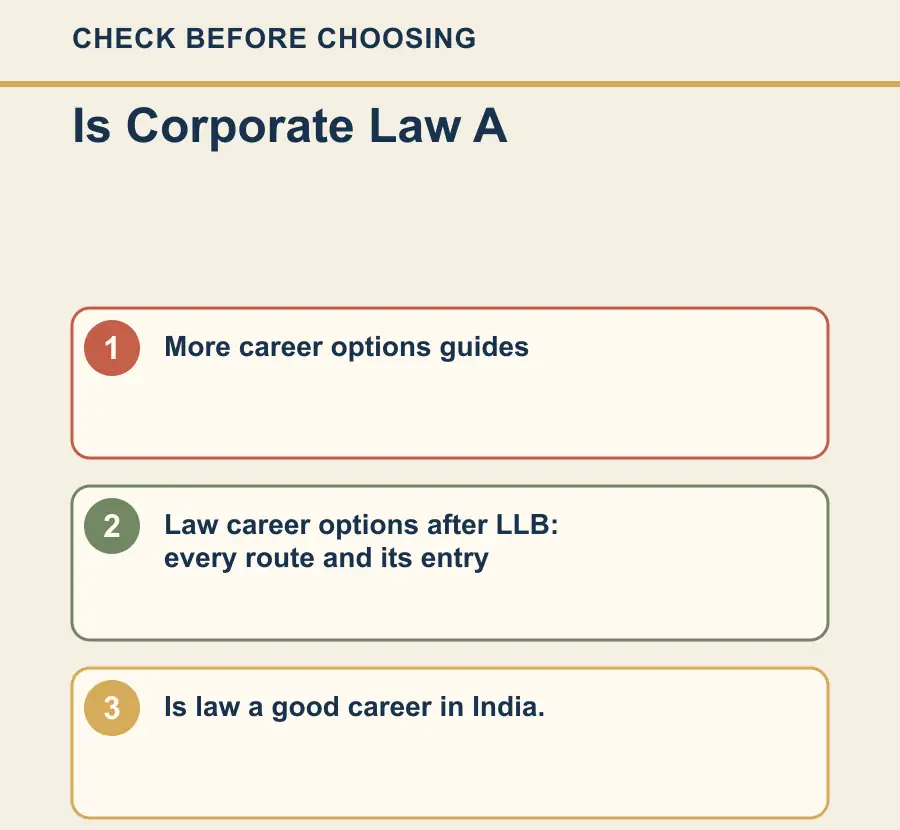 CHECK BEFORE CHOOSING
Is Corporate Law A
1 More career options guides
2 Law career options after LLB:
every route and its entry
3 Is law a good career in India.